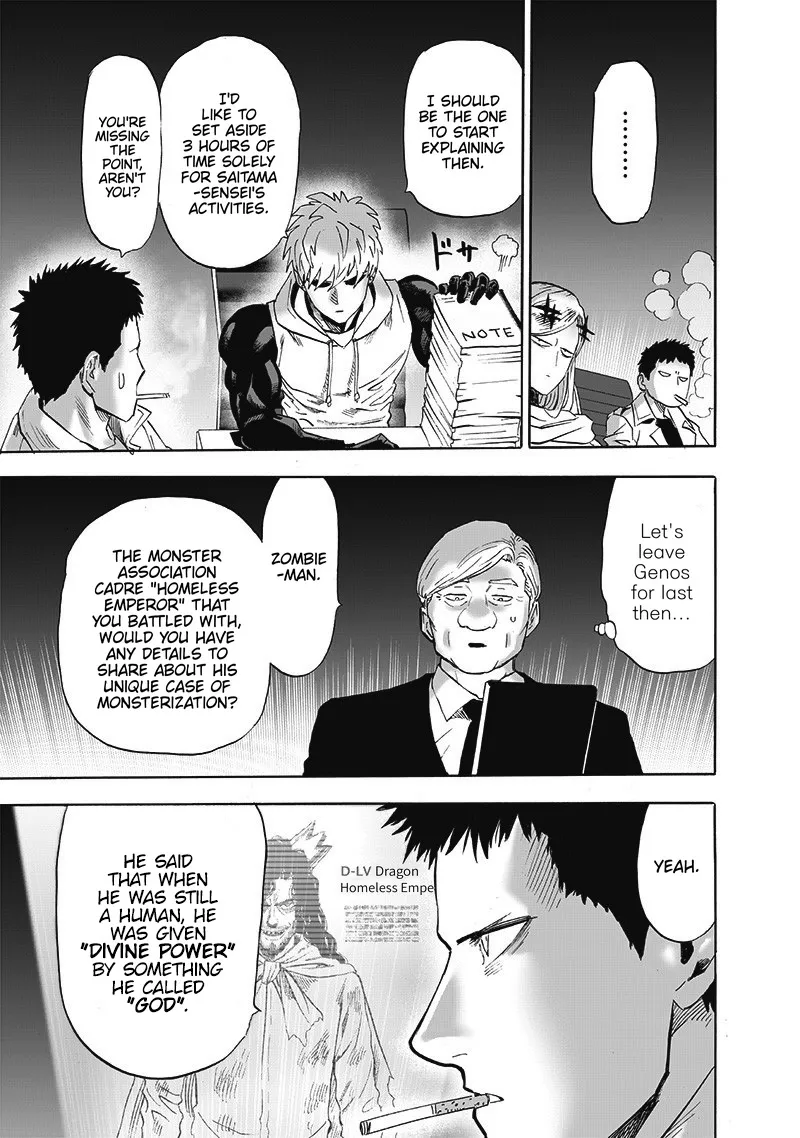 ..........
I SHOULD
BE THE ONE
TO START
EXPLAINING
THEN.
ドサ
NOTE
I'D
LIKE TO
SET ASIDE
3 HOURS OF
TIME SOLELY
FOR SAITAMA
-SENSEI'S
ACTIVITIES.
YOU'RE
MISSING
THE
POINT,
AREN'T
YOU?
Let's
leave
Genos
for last
then...
ZOMBIE
-MAN.
THE MONSTER
ASSOCIATION
CADRE "HOMELESS
EMPEROR" THAT
YOU BATTLED WITH,
WOULD YOU HAVE
ANY DETAILS TO
SHARE ABOUT HIS
UNIQUE CASE OF
MONSTERIZATION?
YEAH.
D-LV Dragon
Homeless Empe
HE SAID
THAT WHEN
HE WAS STILL
A HUMAN, HE
WAS GIVEN
"DIVINE POWER"
BY SOMETHING
HE CALLED
"GOD".